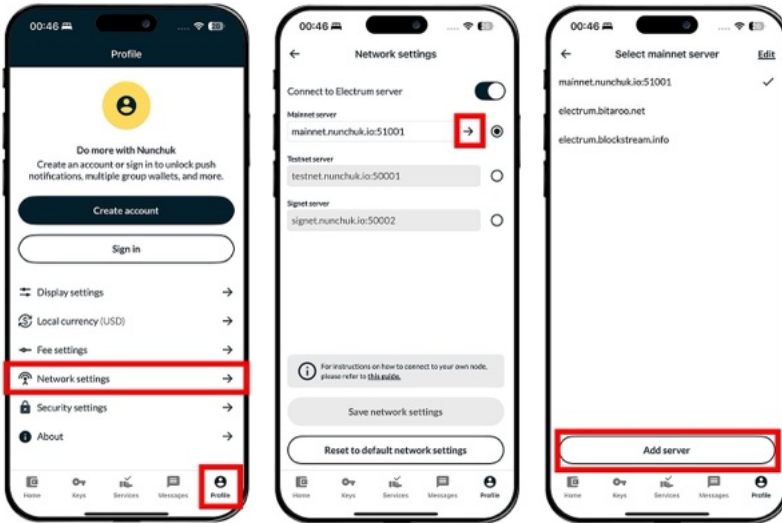 00:46
Profile
Do more with Nunchuk
Create an account or sign in to unlock push
notifications, multiple group wallets, and more.
Create account
Sign in
Display settings
Local currency (USD)
Fee settings
Network settings
Security settings
About
Home Keys Services Messages Profile
00:46
Network settings
Connect to Electrum server
Mainnet server
mainnet.nunchuk.io:51001
Testnet server
testnet.nunchuk.io:50001
Signet server
signet.nunchuk.io:50002
For instructions on how to connect to your own node,
please refer to this guide.
Save network settings
Reset to default network settings
Home Keys Services Messages Profile
00:46
Select mainnet server Edit
mainnet.nunchuk.io:51001
electrum.bitaroo.net
electrum.blockstream.info
Add server
Home Keys Services Messages Profile